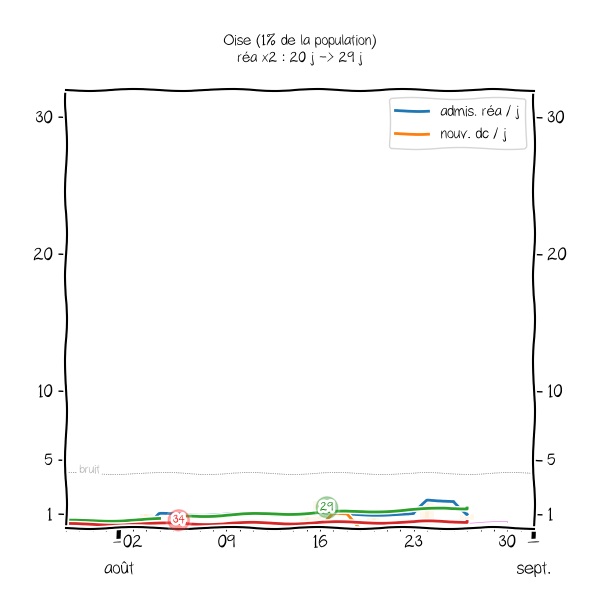 Oise (1% de la population)
réa x2 : 20 j -> 29 j
admis. réa / j
nouv. dc / j
30 30
20 20
10 10
5 5
bruit
1 1
29
34
02 09 16 23 30
août sept.